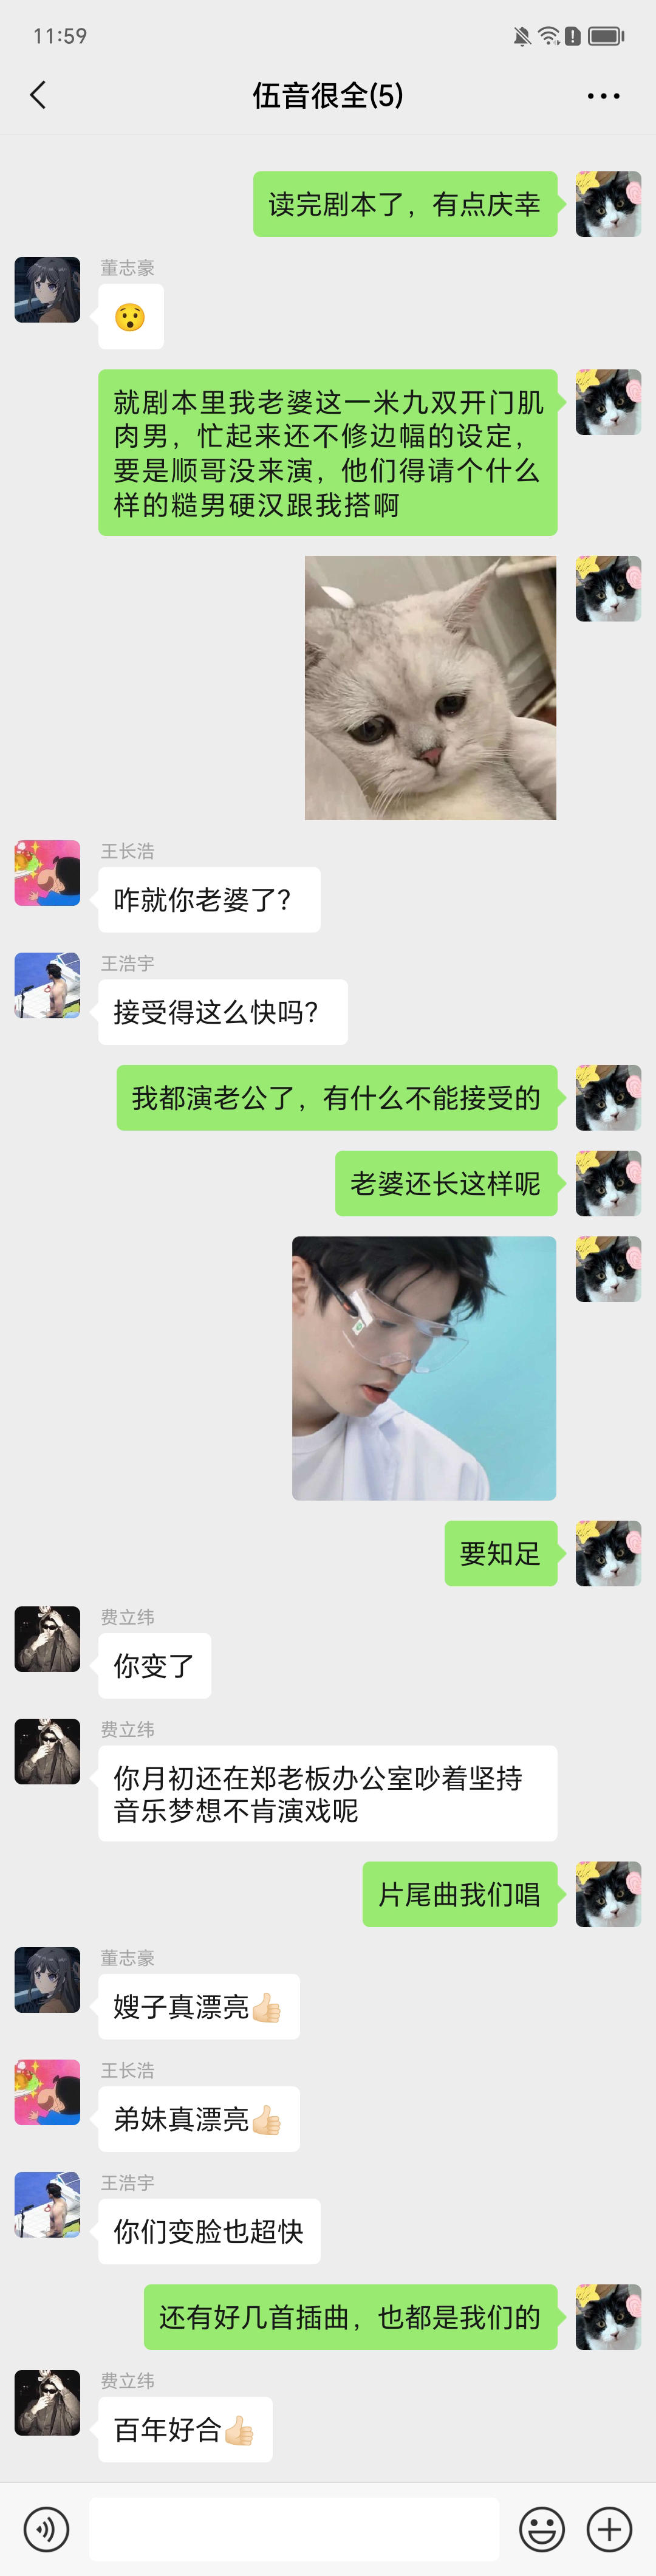 11:59
伍音很全(5)
读完剧本了，有点庆幸
董志豪
😯
就剧本里我老婆这一米九双开门肌
肉男，忙起来还不修边幅的设定，
要是顺哥没来演，他们得请个什么
样的糙男硬汉跟我搭啊
王长浩
咋就你老婆了？
王浩宇
接受得这么快吗？
我都演老公了，有什么不能接受的
老婆还长这样呢
要知足
费立纬
你变了
费立纬
你月初还在郑老板办公室吵着坚持
音乐梦想不肯演戏呢
片尾曲我们唱
董志豪
嫂子真漂亮👍🏻
王长浩
弟妹真漂亮👍🏻
王浩宇
你们变脸也超快
还有好几首插曲，也都是我们的
费立纬
百年好合👍🏻